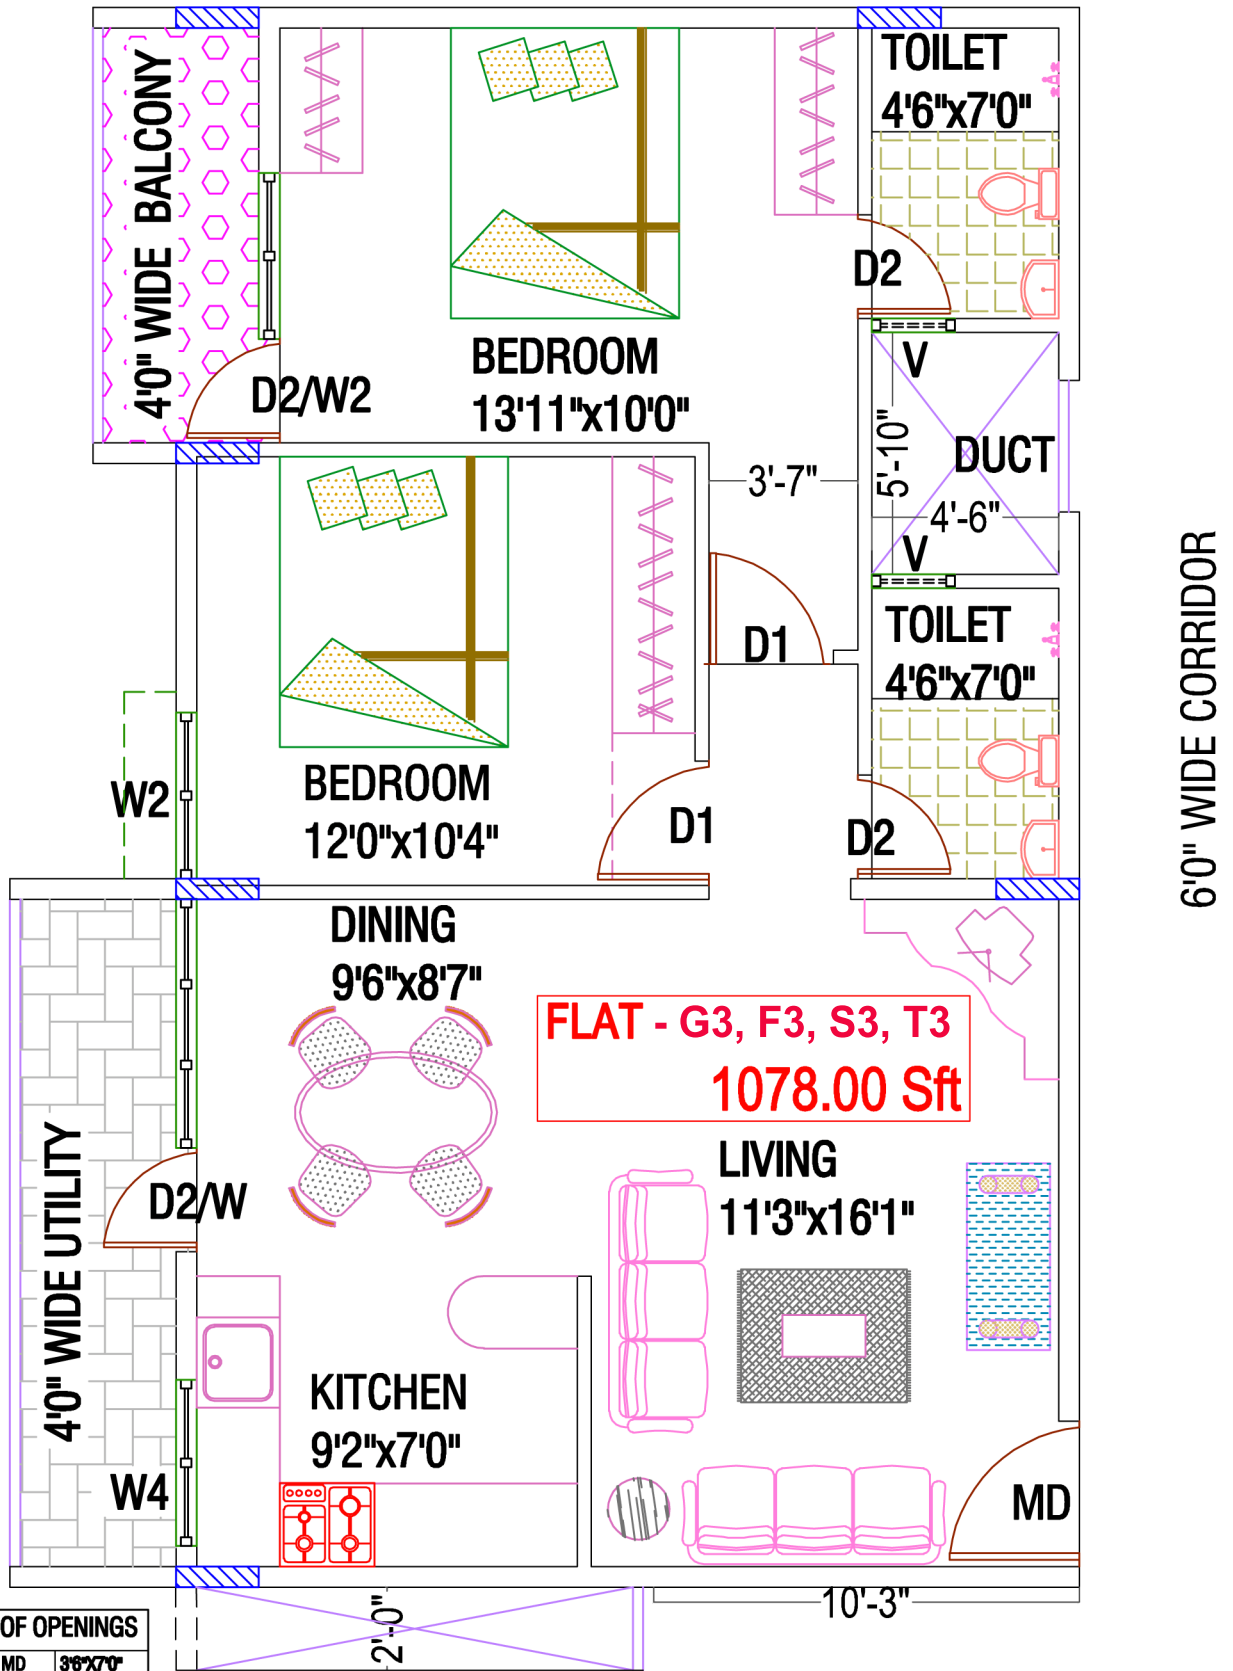 TOILET
4'6"x7'0"
4'0" WIDE BALCONY
D2
BEDROOM
13'11"x10'0"
D2/W2
V
5'-10"
DUCT
3'-7"
4'-6"
V
D1
TOILET
4'6"x7'0"
6'0" WIDE CORRIDOR
BEDROOM
12'0"x10'4"
W2
D1
D2
DINING
9'6"x8'7"
FLAT - G3, F3, S3, T3
1078.00 Sft
LIVING
11'3"x16'1"
4'0" WIDE UTILITY
D2/W
KITCHEN
9'2"x7'0"
W4
MD
10'-3"
2'-0"
OF OPENINGS
MD 3'6"X7'0"